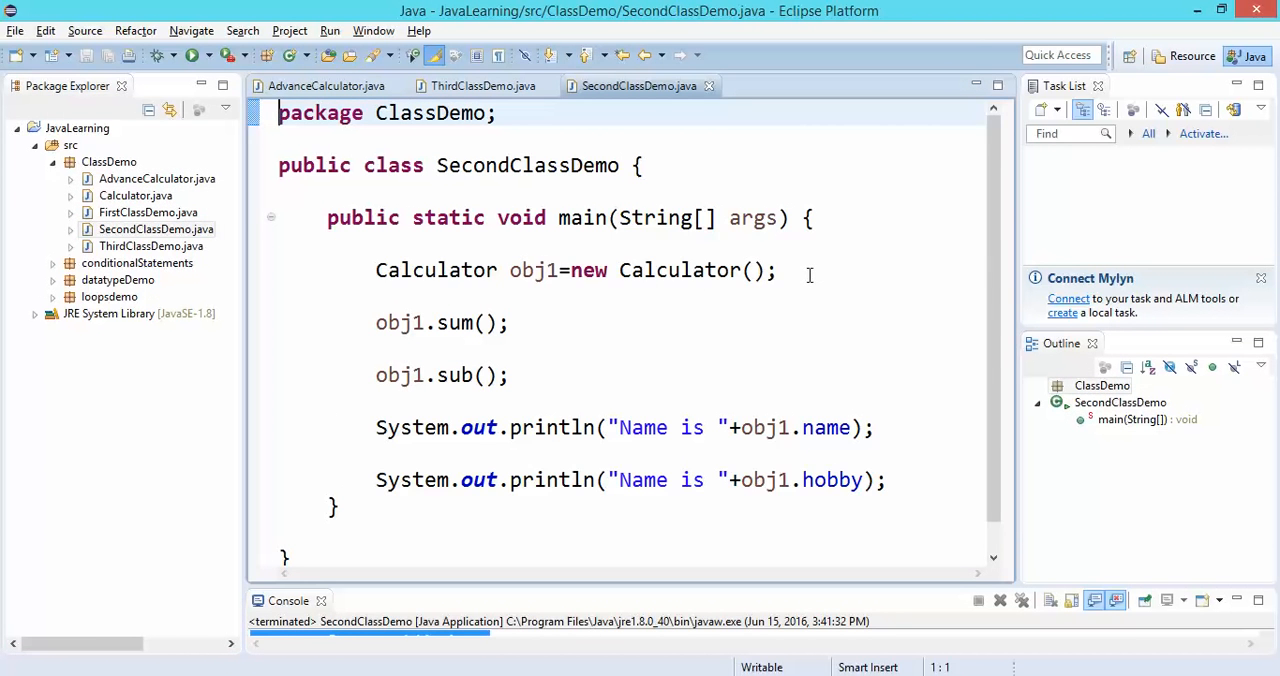 Java - JavaLearning/src/ClassDemo/SecondClassDemo.java - Eclipse Platform
File Edit Source Refactor Navigate Search Project Run Window Help
Quick Access
Resource
Java
Package Explorer
JavaLearning
src
ClassDemo
AdvanceCalculator.java
Calculator.java
FirstClassDemo.java
SecondClassDemo.java
ThirdClassDemo.java
conditionalStatements
datatypeDemo
loopsdemo
JRE System Library [JavaSE-1.8]
AdvanceCalculator.java ThirdClassDemo.java SecondClassDemo.java
package ClassDemo;
public class SecondClassDemo {
public static void main(String[] args) {
Calculator obj1=new Calculator();
obj1.sum();
obj1.sub();
System.out.println("Name is "+obj1.name);
System.out.println("Name is "+obj1.hobby);
}
}
Task List
Find All Activate...
Connect Mylyn
Connect to your task and ALM tools or
create a local task.
Outline
ClassDemo
SecondClassDemo
main(String[]) : void
Console
<terminated> SecondClassDemo [Java Application] C:\Program Files\Java\jre1.8.0_40\bin\javaw.exe (Jun 15, 2016, 3:41:32 PM)
Writable Smart Insert 1 : 1